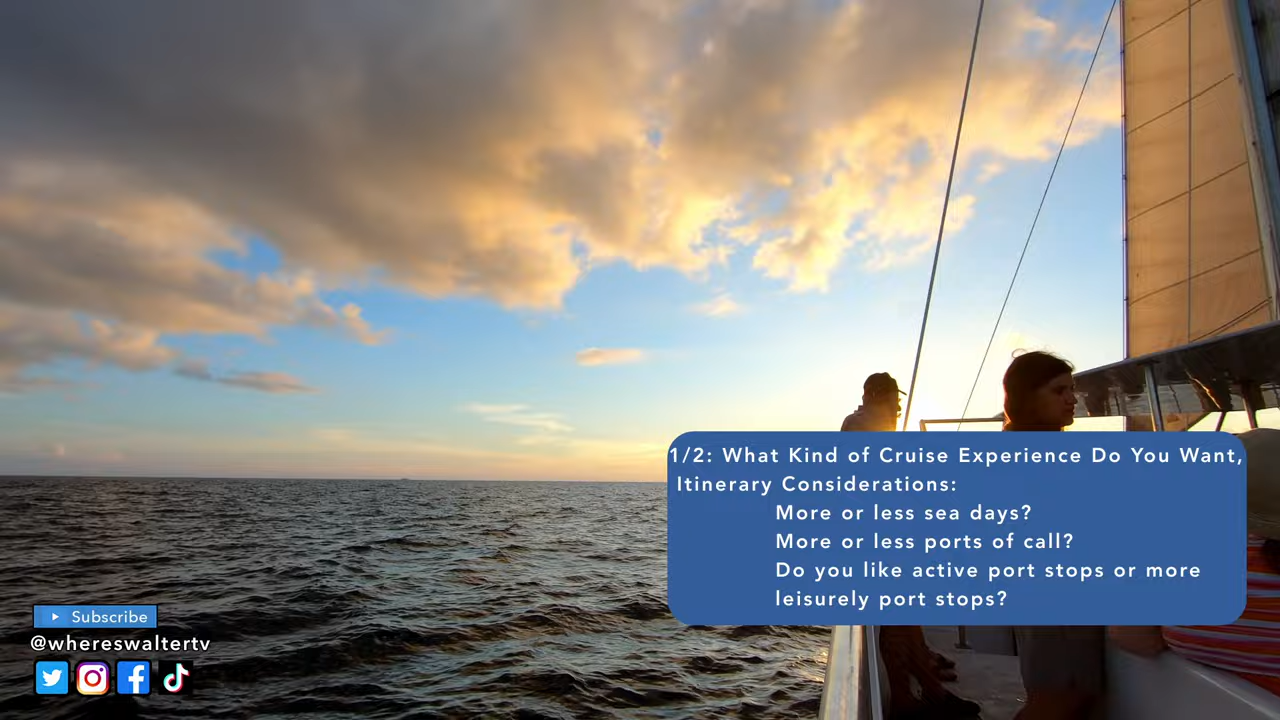 1/2: What Kind of Cruise Experience Do You Want,
Itinerary Considerations:
More or less sea days?
More or less ports of call?
Do you like active port stops or more
leisurely port stops?
Subscribe
@whereswaltertv